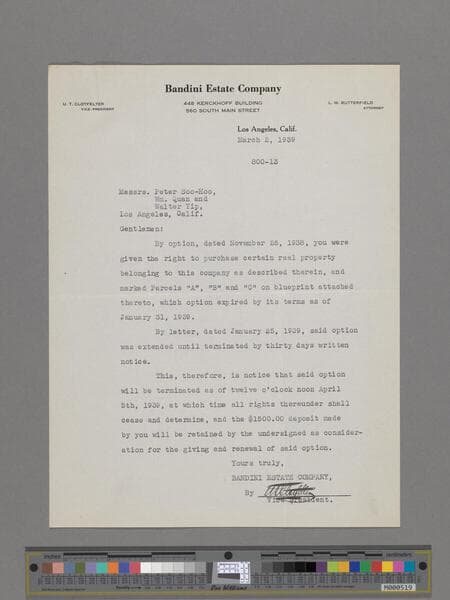 Bandini Estate Company
U. T. CLOTFELTER
VICE-PRESIDENT
448 KERCKHOFF BUILDING
560 SOUTH MAIN STREET
L. W. BUTTERFIELD
ATTORNEY
Los Angeles, Calif.
March 2, 1939
800-13
Messrs. Peter Soo-Hoo,
Wm. Quan and
Walter Yip,
Los Angeles, Calif.
Gentlemen:
By option, dated November 28, 1938, you were
given the right to purchase certain real property
belonging to this company as described therein, and
marked Parcels "A", "B" and "C" on blueprint attached
thereto, which option expired by its terms as of
January 31, 1939.
By letter, dated January 25, 1939, said option
was extended until terminated by thirty days written
notice.
This, therefore, is notice that said option
will be terminated as of twelve o'clock noon April
5th, 1939, at which time all rights thereunder shall
cease and determine, and the $1500.00 deposit made
by you will be retained by the undersigned as consider-
ation for the giving and renewal of said option.
Yours truly,
BANDINI ESTATE COMPANY,
By
Vice President.
inches
centimeters
M000519